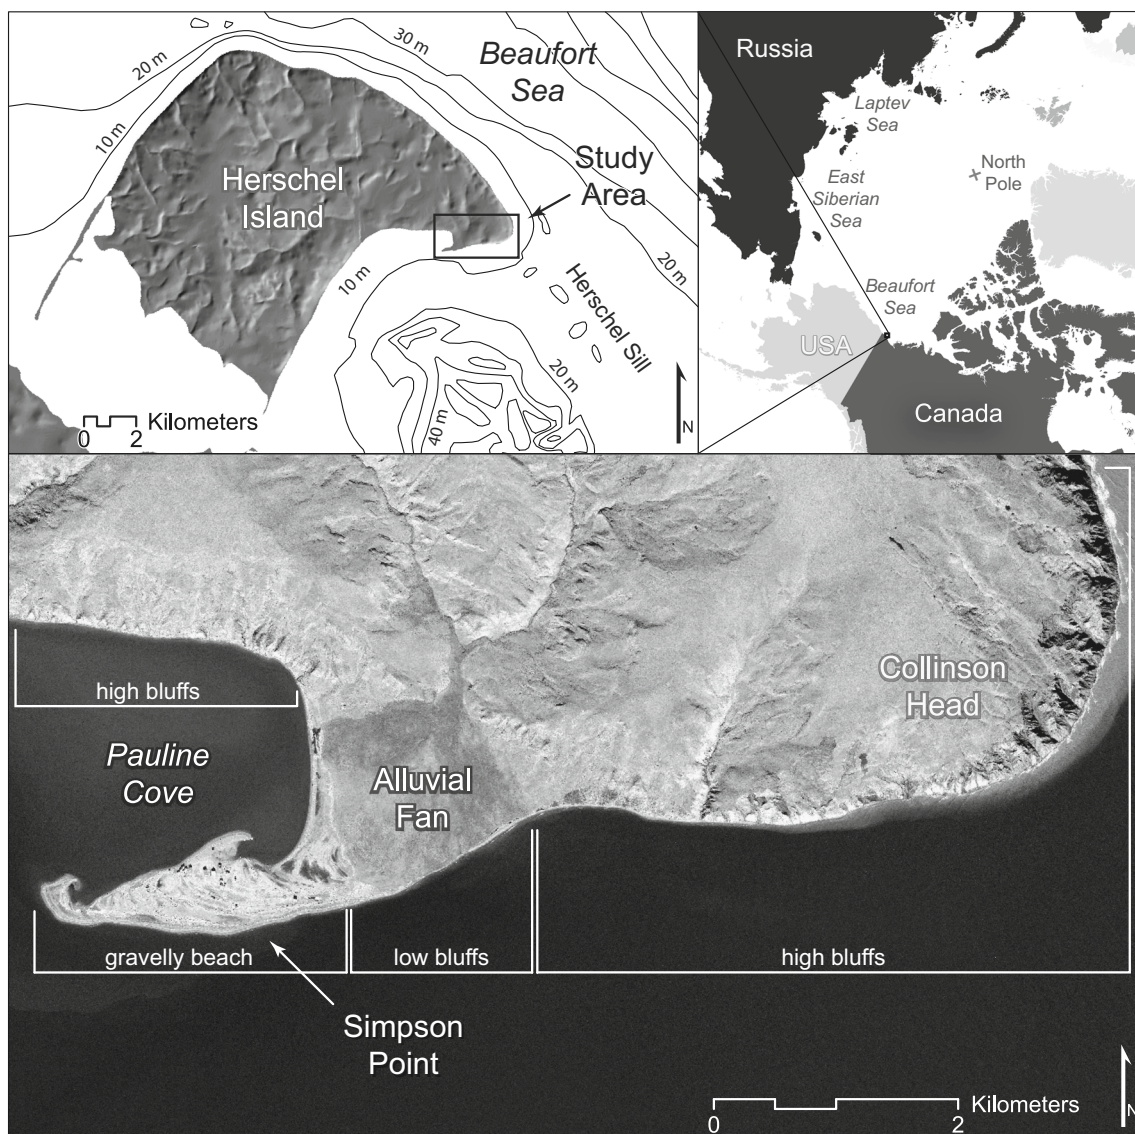 20 m
30 m
Beaufort
Sea
10 m
Study
Area
Herschel
Island
10 m
20 m
Herschel Sill
20 m
40 m
Kilometers
0
2
N
Russia
Laptev
Sea
North
Pole
East
Siberian
Sea
Beaufort
Sea
USA
Canada
high bluffs
Pauline
Cove
Alluvial
Fan
Collinson
Head
gravelly beach
low bluffs
high bluffs
Simpson
Point
Kilometers
0
2
N